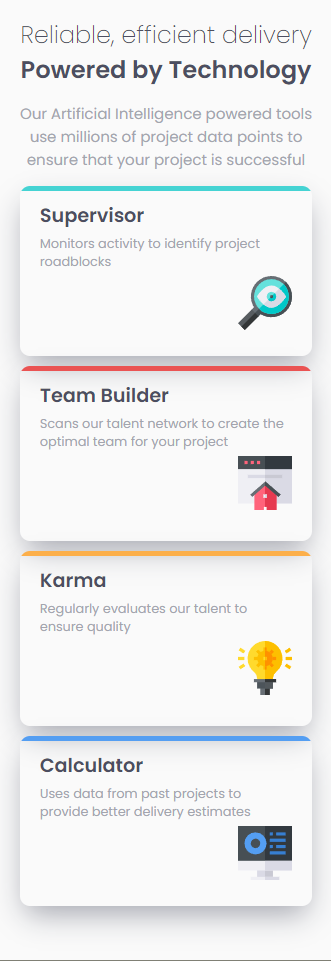 Reliable, efficient delivery
Powered by Technology
Our Artificial Intelligence powered tools
use millions of project data points to
ensure that your project is successful
Supervisor
Monitors activity to identify project
roadblocks
Team Builder
Scans our talent network to create the
optimal team for your project
Karma
Regularly evaluates our talent to
ensure quality
Calculator
Uses data from past projects to
provide better delivery estimates